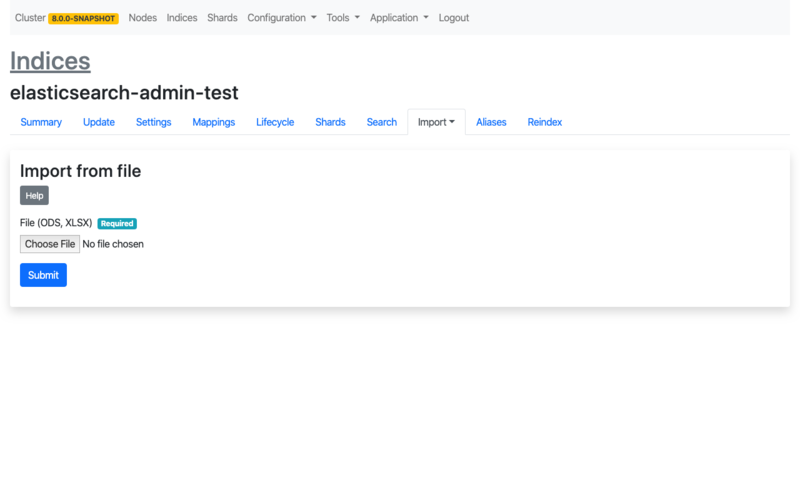 Cluster 8.0.0-SNAPSHOT Nodes Indices Shards Configuration Tools Application Logout
Indices
elasticsearch-admin-test
Summary Update Settings Mappings Lifecycle Shards Search Import Aliases Reindex
Import from file
Help
File (ODS, XLSX) Required
Choose File No file chosen
Submit